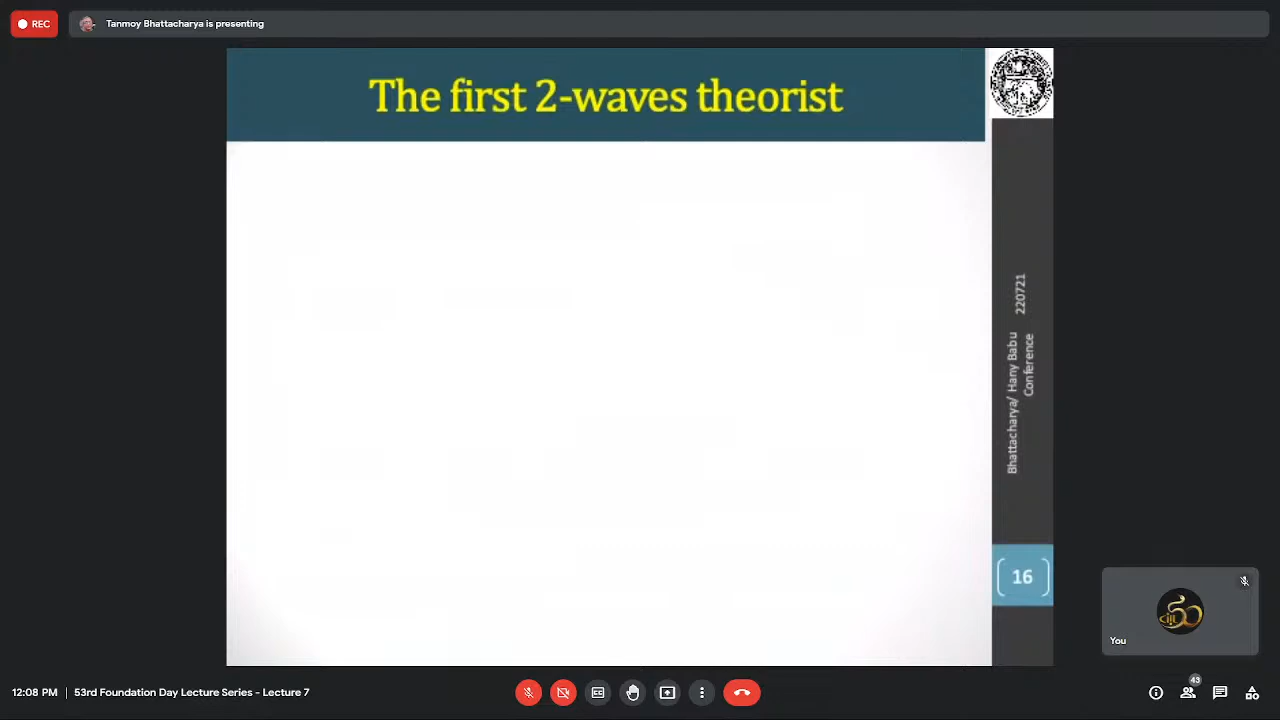 REC
Tanmoy Bhattacharya is presenting
The first 2-waves theorist
Bhattacharya/ Hany Babu 220721
Conference
16
You
12:08 PM | 53rd Foundation Day Lecture Series - Lecture 7
43